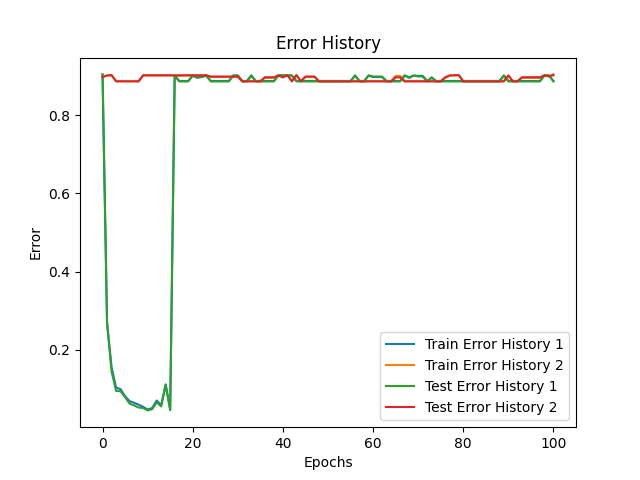 Error History
0.8
0.6
0.4
0.2
Error
0 20 40 60 80 100
Epochs
Train Error History 1
Train Error History 2
Test Error History 1
Test Error History 2